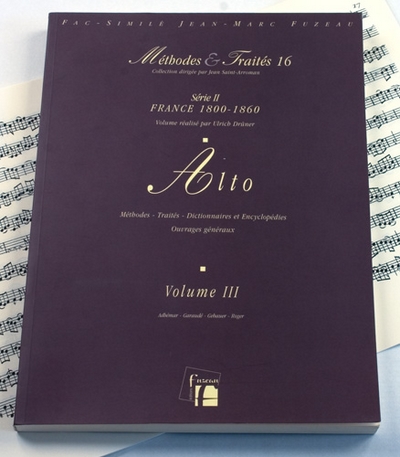 Fac-Similé Jean-Marc Fuzeau
Méthodes & Traités 16
Collection dirigée par Jean Saint-Arroman
Série II
FRANCE 1800-1860
Volume réalisé par Ulrich Drüner
Alto
Méthodes - Traités - Dictionnaires et Encyclopédies
Ouvrages généraux
Volume III
Adhémar - Garaudé - Gebauer - Roger
fuzeau